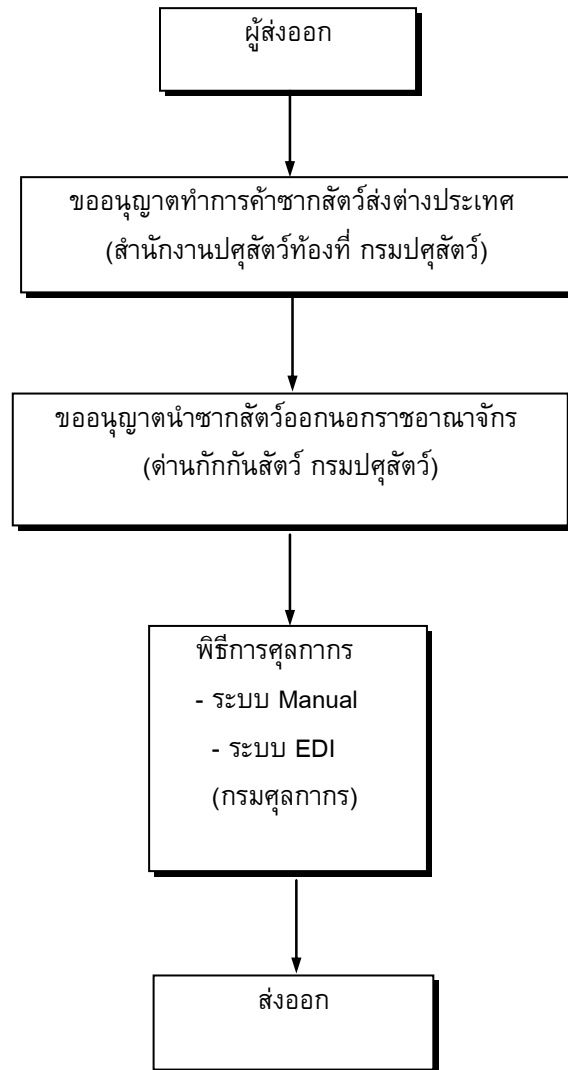 ผู้ส่งออก
ขออนุญาตทำการค้าซากสัตว์ส่งต่างประเทศ
(สำนักงานปศุสัตว์ท้องที่ กรมปศุสัตว์)
ขออนุญาตนำซากสัตว์ออกนอกราชอาณาจักร
(ด่านกักกันสัตว์ กรมปศุสัตว์)
พิธีการศุลกากร
- ระบบ Manual
- ระบบ EDI
(กรมศุลกากร)
ส่งออก